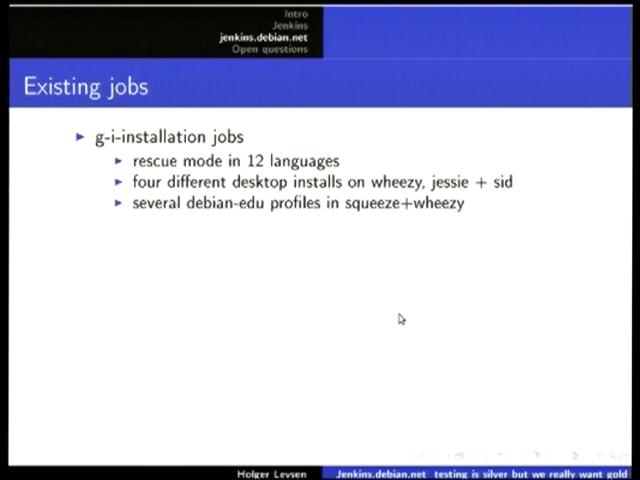 Intro
Jenkins
jenkins.debian.net
Open questions
Existing jobs
g-i-installation jobs
rescue mode in 12 languages
four different desktop installs on wheezy, jessie + sid
several debian-edu profiles in squeeze+wheezy
Holger Levsen
Jenkins.debian.net testing is silver but we really want gold